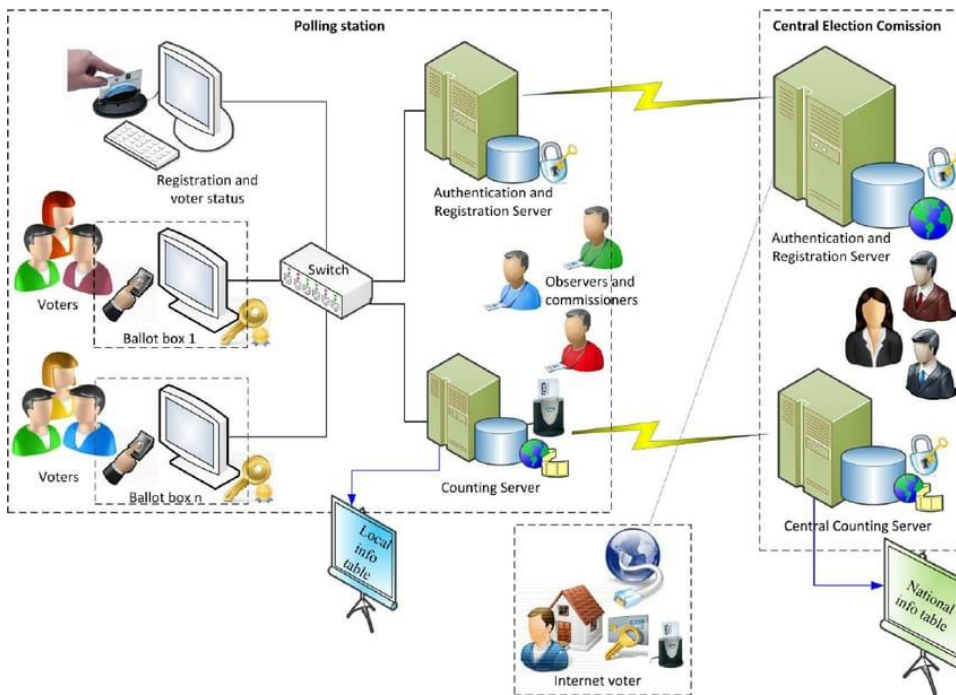 Polling station
Central Election Comission
Registration and
voter status
Authentication and
Registration Server
Authentication and
Registration Server
Switch
Observers and
commissioners
Voters
Ballot box 1
Voters
Ballot box n
Counting Server
Central Counting Server
Local
info
table
National
info table
Internet voter